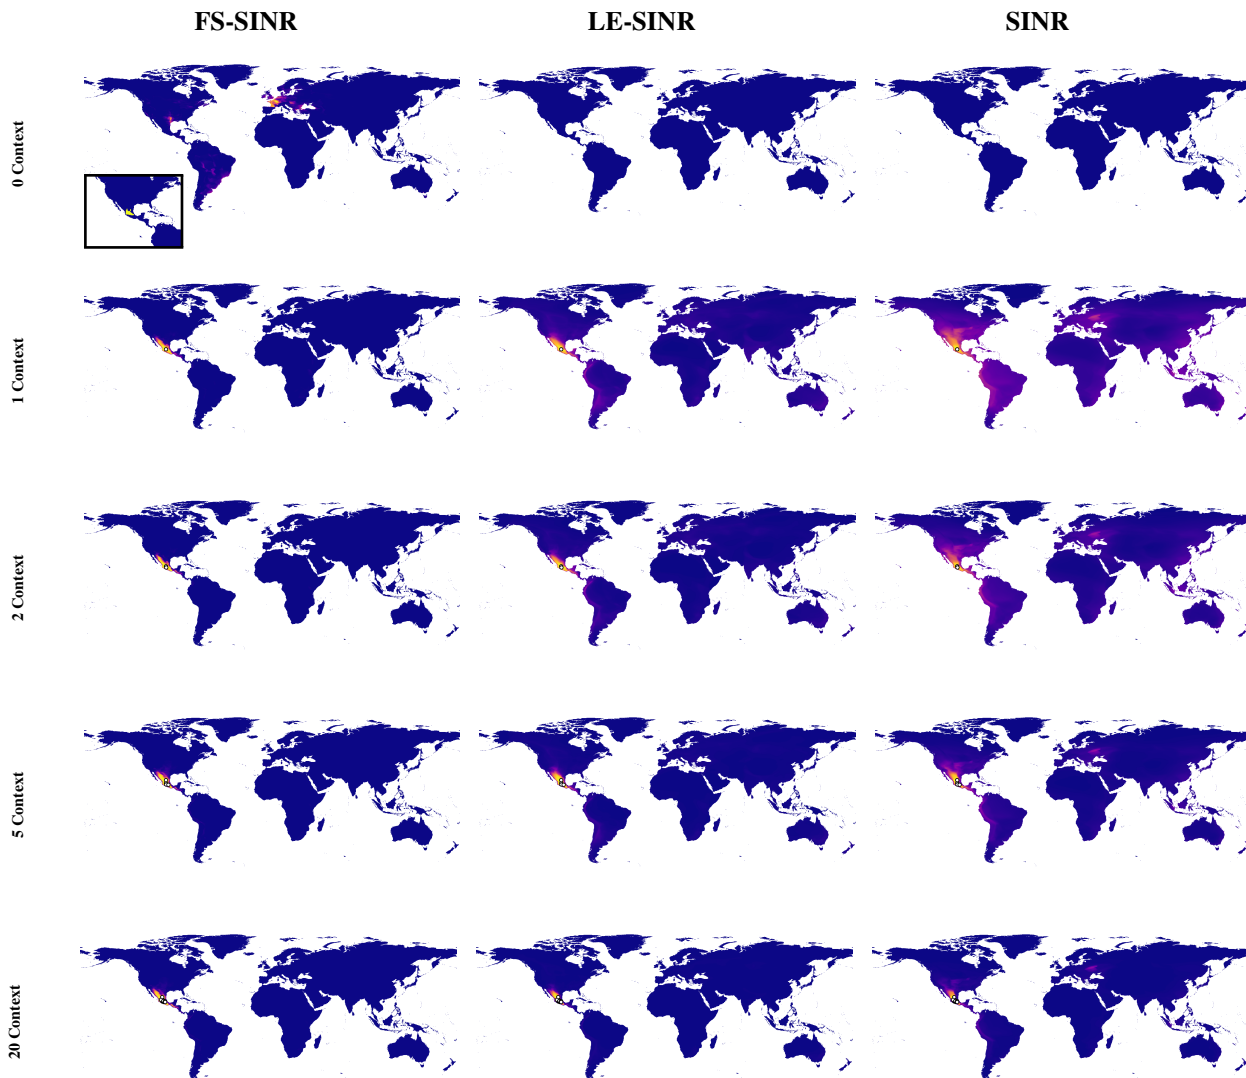 FS-SINR LE-SINR SINR
0 Context
1 Context
2 Context
5 Context
20 Context